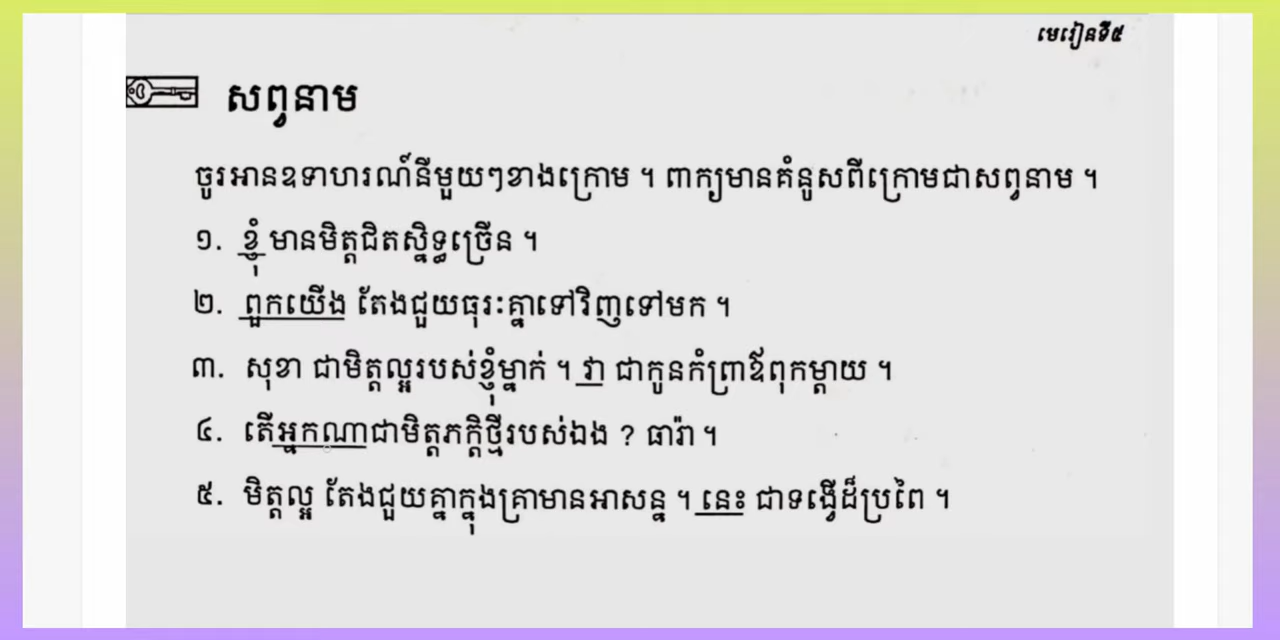 មេរៀនទី៥
សព្វនាម
ចូរអានឧទាហរណ៍នីមួយៗខាងក្រោម ។ ពាក្យមានគំនូសពីក្រោមជាសព្វនាម ។
១. ខ្ញុំ មានមិត្តជិតស្និទ្ធច្រើន ។
២. ពួកយើង តែងជួយធុរៈគ្នាទៅវិញទៅមក ។
៣. សុខា ជាមិត្តល្អរបស់ខ្ញុំម្នាក់ ។ វា ជាកូនកំព្រាឪពុកម្តាយ ។
៤. តើអ្នកណាជាមិត្តភក្តិថ្មីរបស់ឯង ? ធារ៉ា ។
៥. មិត្តល្អ តែងជួយគ្នាក្នុងគ្រាមានអាសន្ន ។ នេះ ជាទង្វើដ៏ប្រពៃ ។